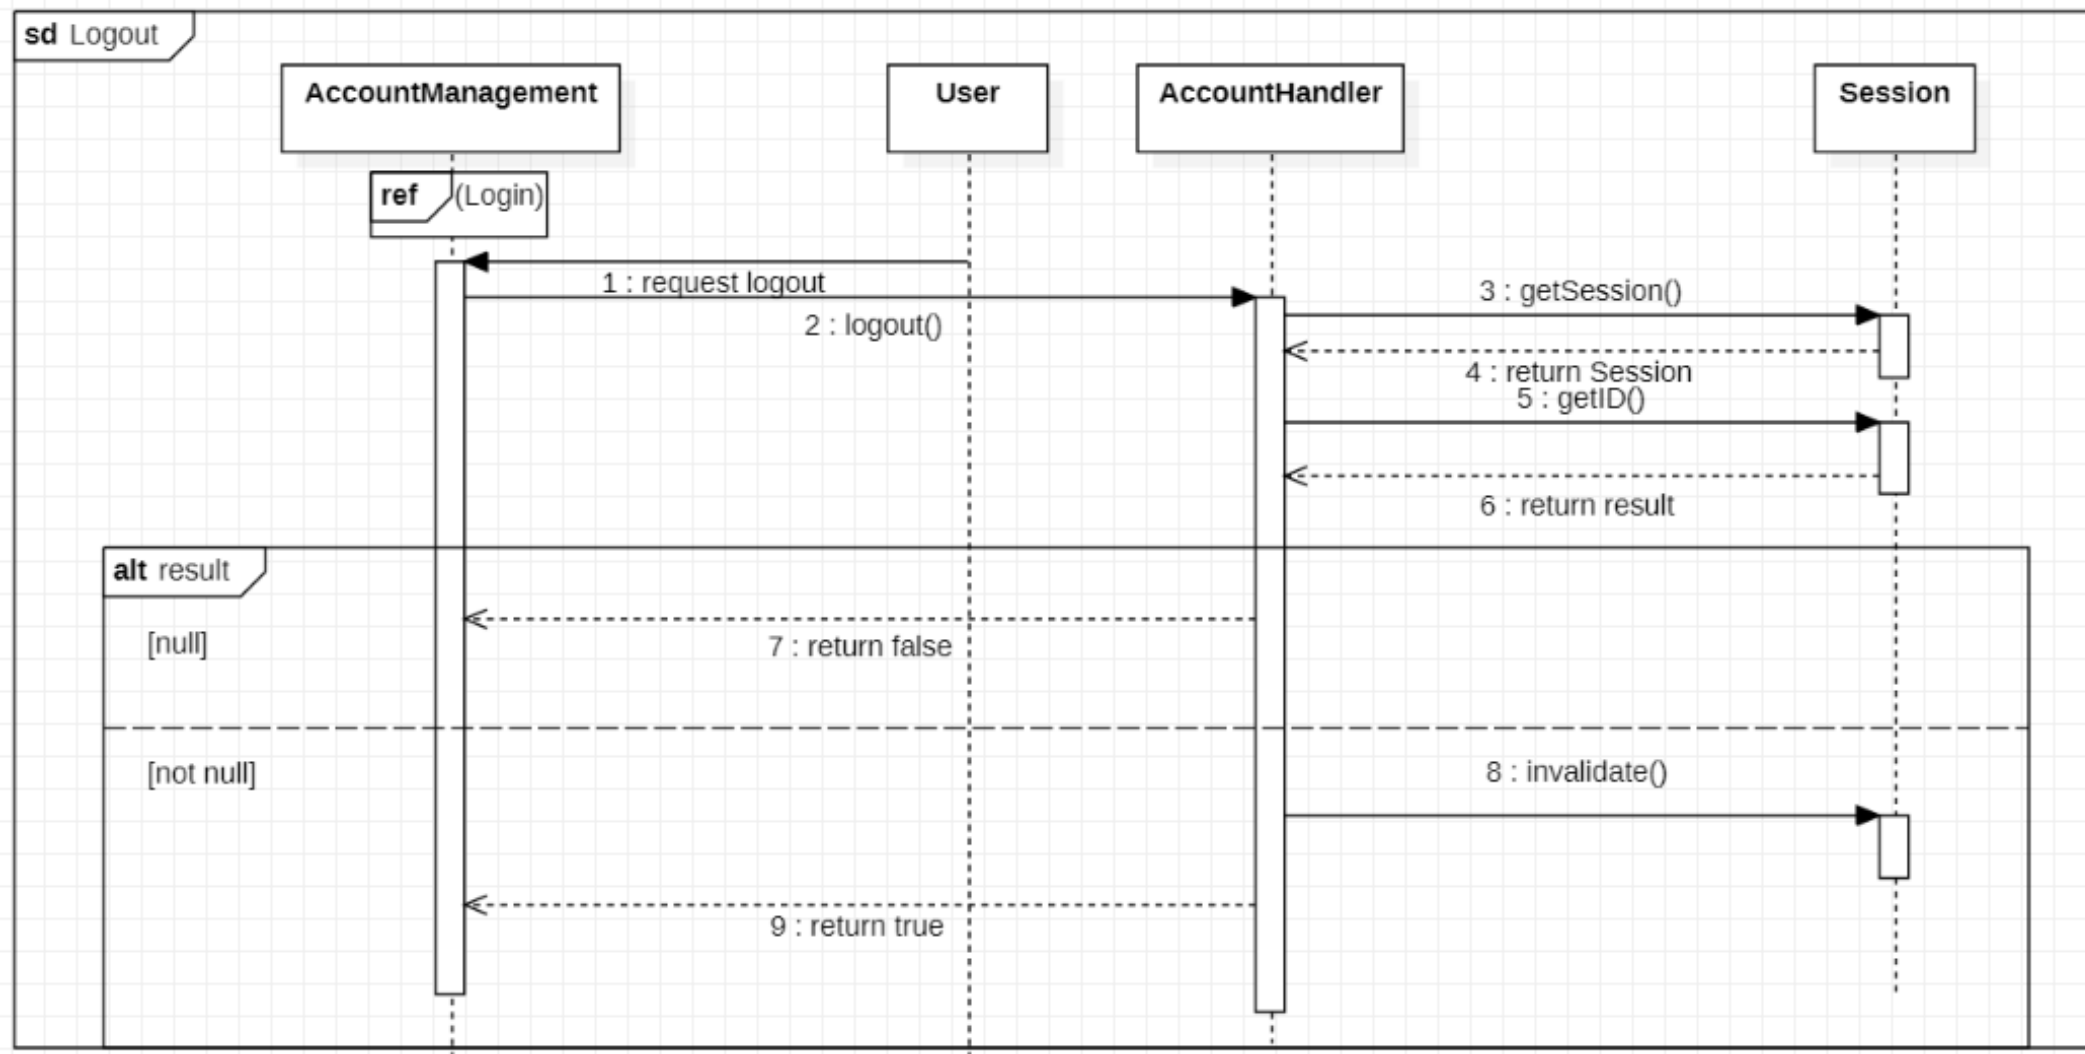 sd Logout
AccountManagement
User
AccountHandler
Session
ref (Login)
1 : request logout
2 : logout()
3 : getSession()
4 : return Session
5 : getID()
6 : return result
alt result
[null]
7 : return false
[not null]
8 : invalidate()
9 : return true